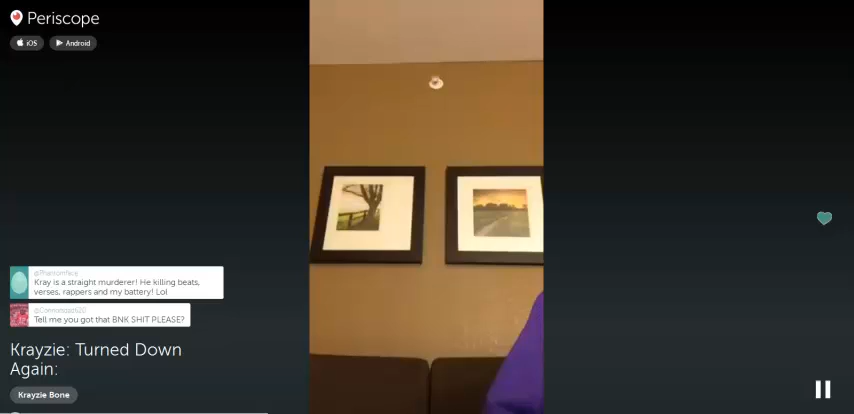 Periscope
iOS
Android
@Phantomface
Kray is a straight murderer! He killing beats,
verses, rappers and my battery! Lol
Tell me you got that BNK SHIT PLEASE?
Krayzie: Turned Down
Again:
Krayzie Bone